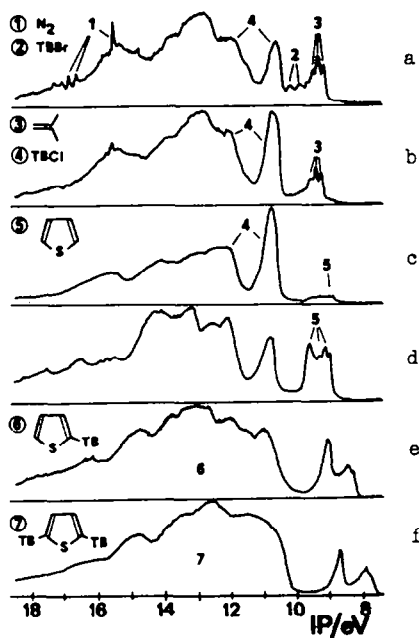 ① N₂ 1 4 3
② TBBr 2 a
③ 4 3 b
④ TBCl
⑤ S 4 5 c
5 d
⑥ S TB 6 e
⑦ TB S TB 7 f
18 16 14 12 10 8 IP/eV